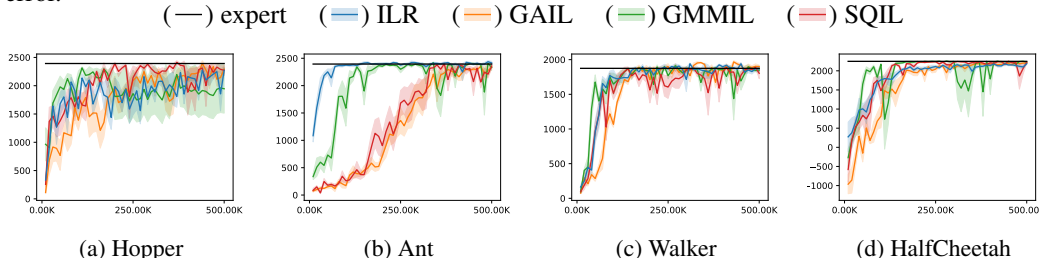 error.
(—) expert (—) ILR (—) GAIL (—) GMMIL (—) SQIL
2500
2000
1500
1000
500
0
0.00K 250.00K 500.00K
(a) Hopper
2500
2000
1500
1000
500
0
0.00K 250.00K 500.00K
(b) Ant
2000
1500
1000
500
0
0.00K 250.00K 500.00K
(c) Walker
2000
1500
1000
500
0
−500
−1000
0.00K 250.00K 500.00
(d) HalfCheetah